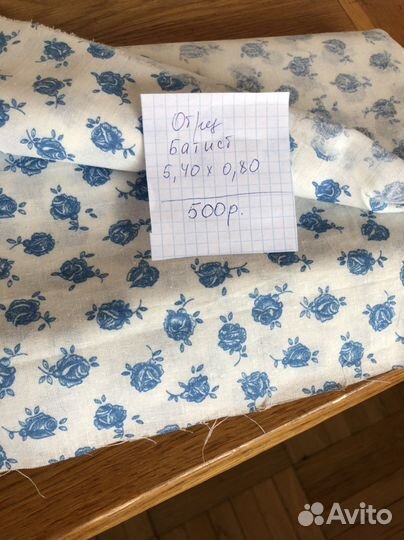 Отрез
Батист
5,40 х 0,80
500р.
Avito